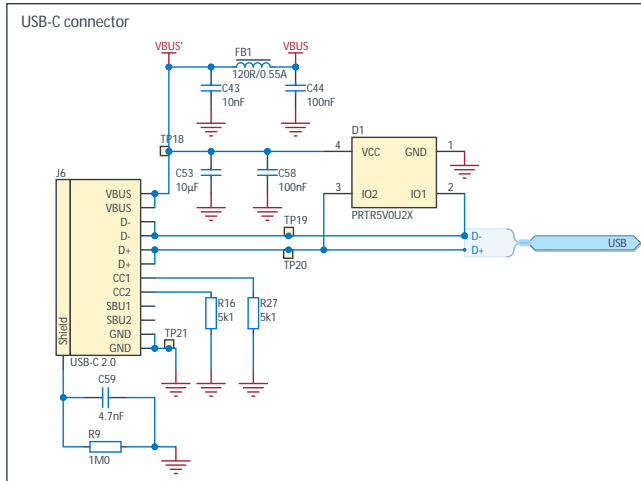 USB-C connector
VBUS'
FB1
VBUS
120R/0.55A
C43
10nF
C44
100nF
TP18
D1
4
VCC
GND
1
C53
10µF
C58
100nF
3
IO2
IO1
2
PRTR5V0U2X
J6
VBUS
VBUS
D-
D-
D+
D+
CC1
CC2
SBU1
SBU2
GND
GND
Shield
USB-C 2.0
TP19
TP20
D-
D+
USB
R16
5k1
R27
5k1
TP21
C59
4.7nF
R9
1M0